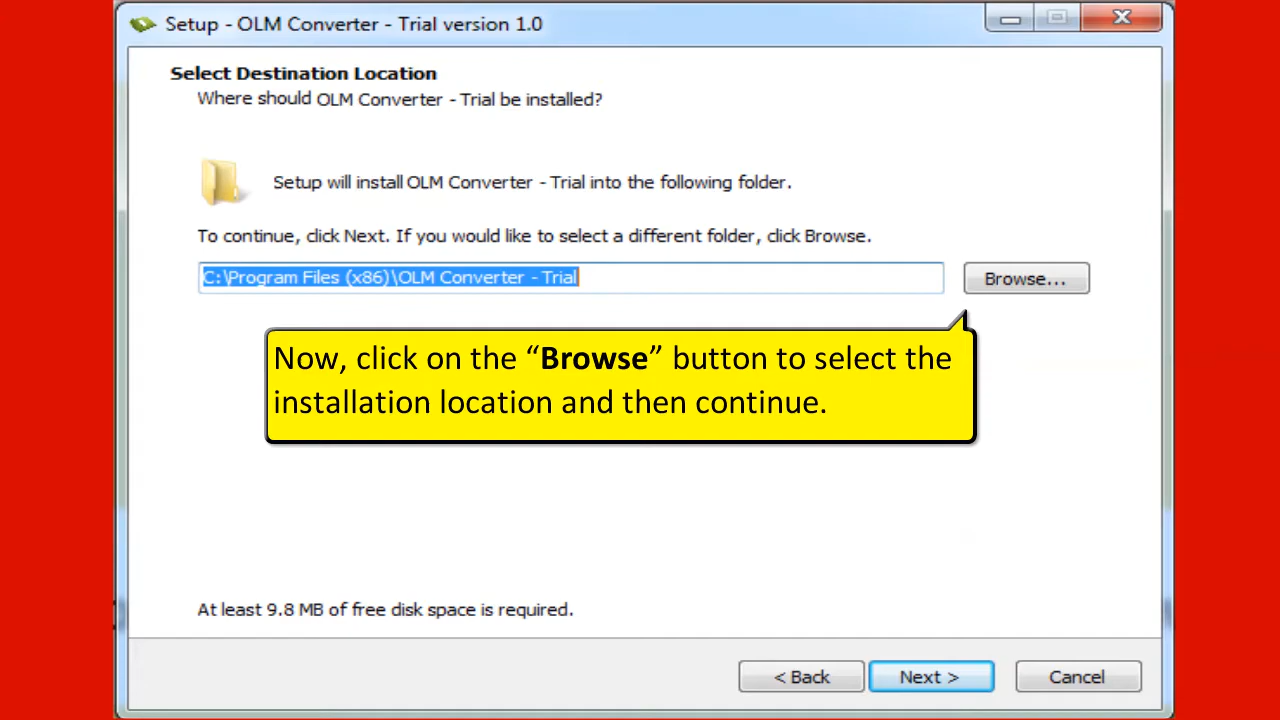 Setup - OLM Converter - Trial version 1.0
Select Destination Location
Where should OLM Converter - Trial be installed?
Setup will install OLM Converter - Trial into the following folder.
To continue, click Next. If you would like to select a different folder, click Browse.
C:\Program Files (x86)\OLM Converter - Trial
Browse...
Now, click on the “Browse” button to select the
installation location and then continue.
At least 9.8 MB of free disk space is required.
< Back
Next >
Cancel